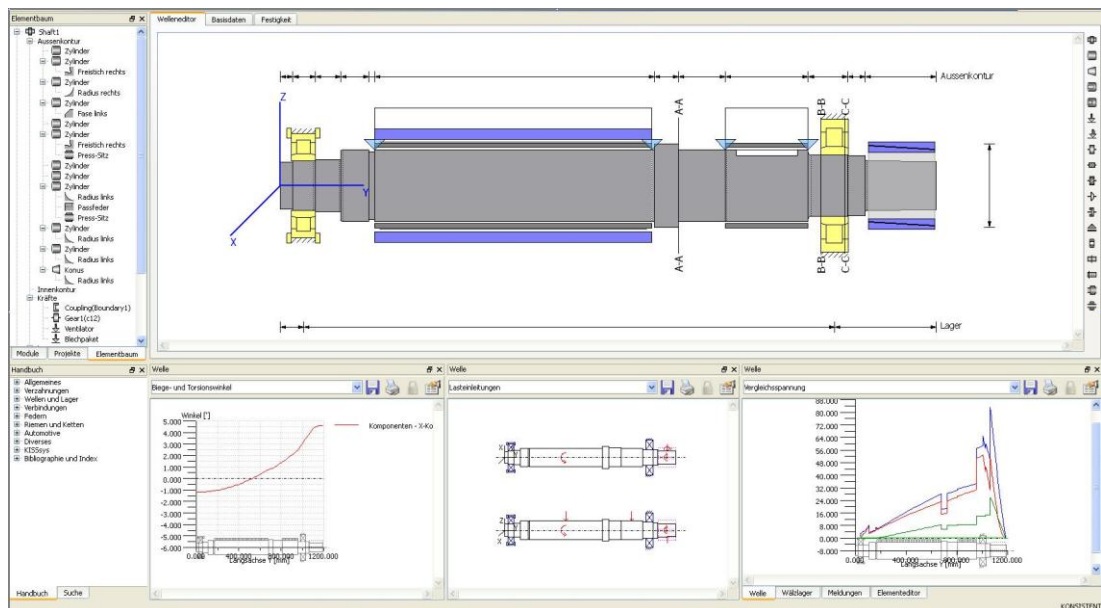 Elementbaum
Shaft1
Aussenkontur
Zylinder
Zylinder
Freistich rechts
Zylinder
Radius rechts
Zylinder
Fase links
Zylinder
Zylinder
Freistich rechts
Press-Sitz
Zylinder
Zylinder
Zylinder
Radius links
Passfeder
Press-Sitz
Zylinder
Radius links
Zylinder
Radius links
Konus
Radius links
Innenkontur
Kräfte
Coupling(Boundary1)
Gear1(c12)
Ventilator
Blechpaket
Module Projekte Elementbaum
Welleneditor Basisdaten Festigkeit
Aussenkontur
Z
Y
X
A-A
A-A
B-B
C-C
B-B
C-C
Lager
Handbuch
Allgemeines
Verzahnungen
Wellen und Lager
Verbindungen
Federn
Riemen und Ketten
Automotive
Diverses
KISSsys
Bibliographie und Index
Handbuch Suche
Welle
Biege- und Torsionswinkel
Winkel [°]
5.000
4.000
3.000
2.000
1.000
0.000
-1.000
-2.000
-3.000
-4.000
-5.000
-6.000
0.000 400.000 800.000 1200.000
Längsachse Y [mm]
Komponenten - X-Ko
Welle
Lasteinleitungen
X
Z
X
Welle
Vergleichsspannung
88.000
80.000
72.000
64.000
56.000
48.000
40.000
32.000
24.000
16.000
8.000
0.000
-8.000
0.000 400.000 800.000 1200.000
Längsachse Y [mm]
Welle Wälzlager Meldungen Elementeditor
KONSISTENT